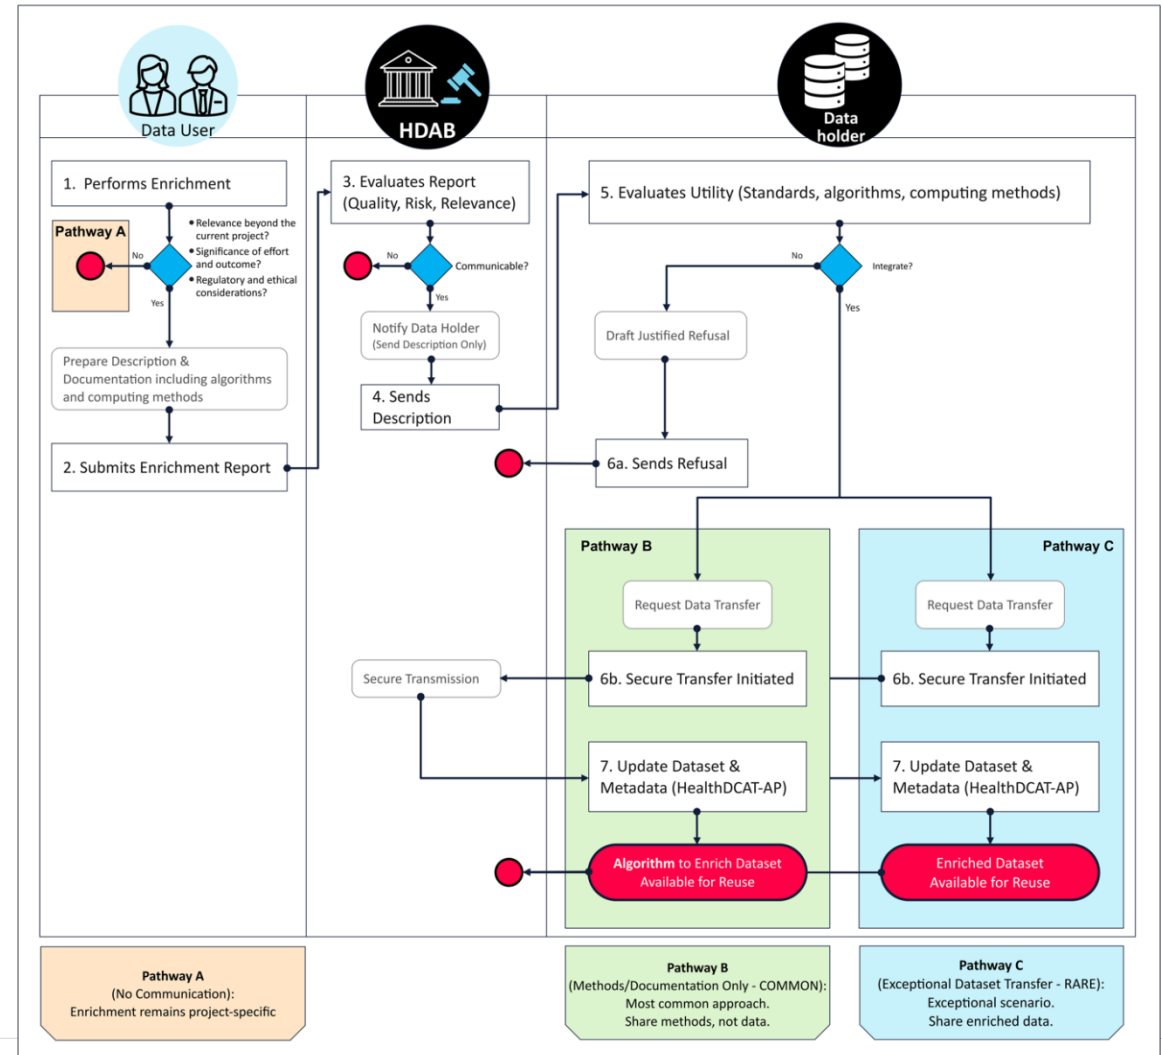 Data User
HDAB
Data
holder
1. Performs Enrichment
Pathway A
No
• Relevance beyond the
current project?
• Significance of effort
and outcome?
• Regulatory and ethical
considerations?
Yes
Prepare Description &
Documentation including algorithms
and computing methods
2. Submits Enrichment Report
3. Evaluates Report
(Quality, Risk, Relevance)
No
Communicable?
Yes
Notify Data Holder
(Send Description Only)
4. Sends
Description
5. Evaluates Utility (Standards, algorithms, computing methods)
No
Integrate?
Yes
Draft Justified Refusal
6a. Sends Refusal
Pathway B
Request Data Transfer
6b. Secure Transfer Initiated
Secure Transmission
7. Update Dataset &
Metadata (HealthDCAT-AP)
Algorithm to Enrich Dataset
Available for Reuse
Pathway C
Request Data Transfer
6b. Secure Transfer Initiated
7. Update Dataset &
Metadata (HealthDCAT-AP)
Enriched Dataset
Available for Reuse
Pathway A
(No Communication):
Enrichment remains project-specific
Pathway B
(Methods/Documentation Only - COMMON):
Most common approach.
Share methods, not data.
Pathway C
(Exceptional Dataset Transfer - RARE):
Exceptional scenario.
Share enriched data.